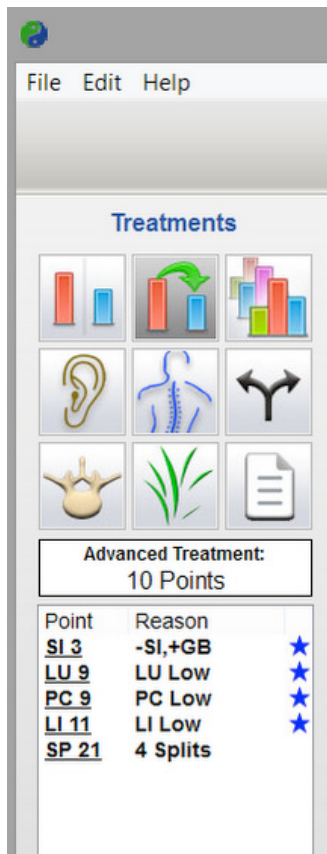 File Edit Help
Treatments
Advanced Treatment:
10 Points
Point Reason
SI 3 -SI,+GB
LU 9 LU Low
PC 9 PC Low
LI 11 LI Low
SP 21 4 Splits